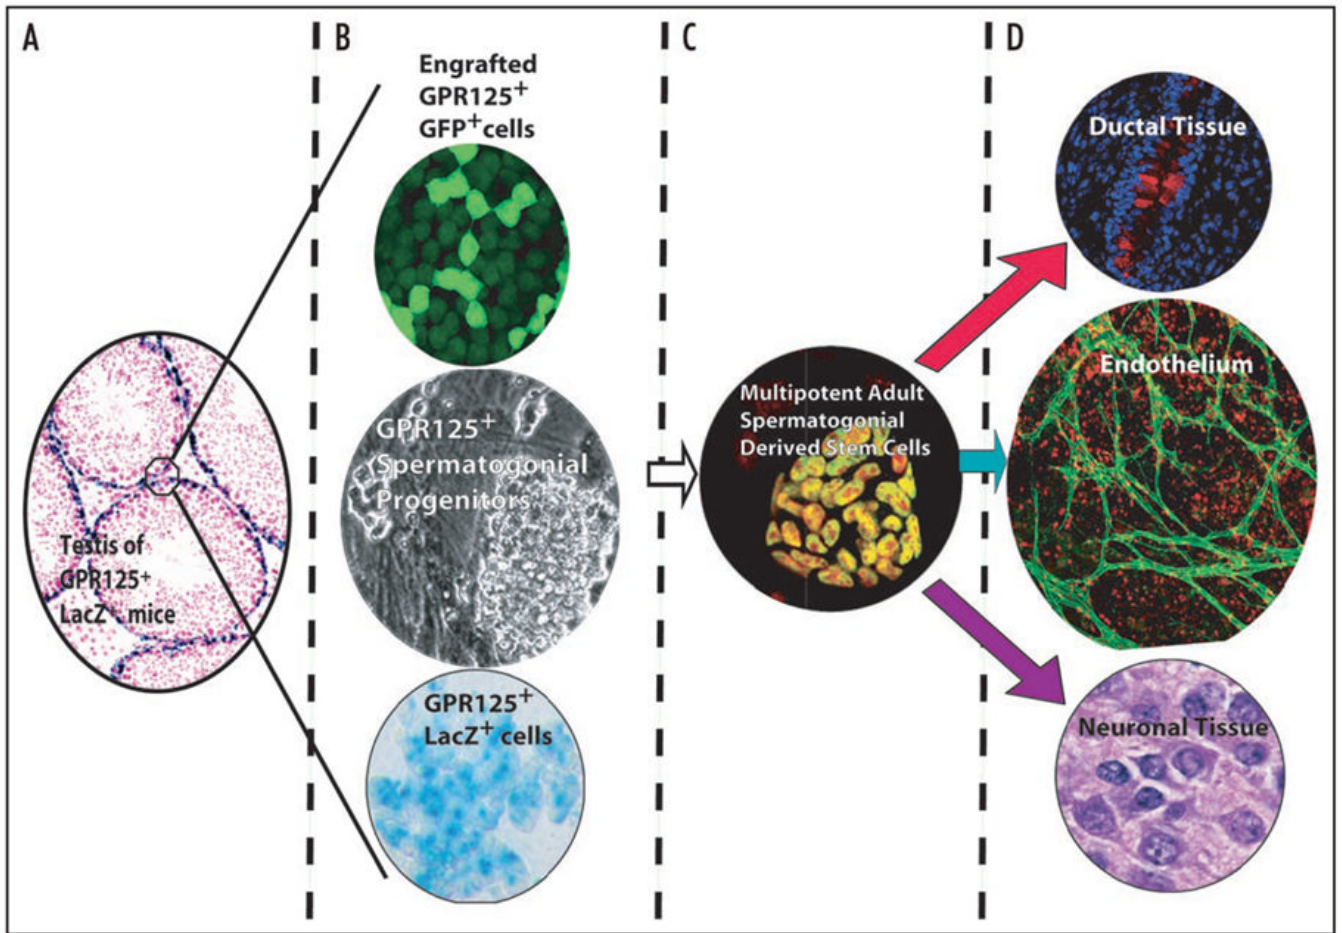 A
B
C
D
Engrafted
GPR125+
GFP+cells
Testis of
GPR125+
LacZ+ mice
GPR125+
Spermatogonial
Progenitors
GPR125+
LacZ+ cells
Multipotent Adult
Spermatogonial
Derived Stem Cells
Ductal Tissue
Endothelium
Neuronal Tissue